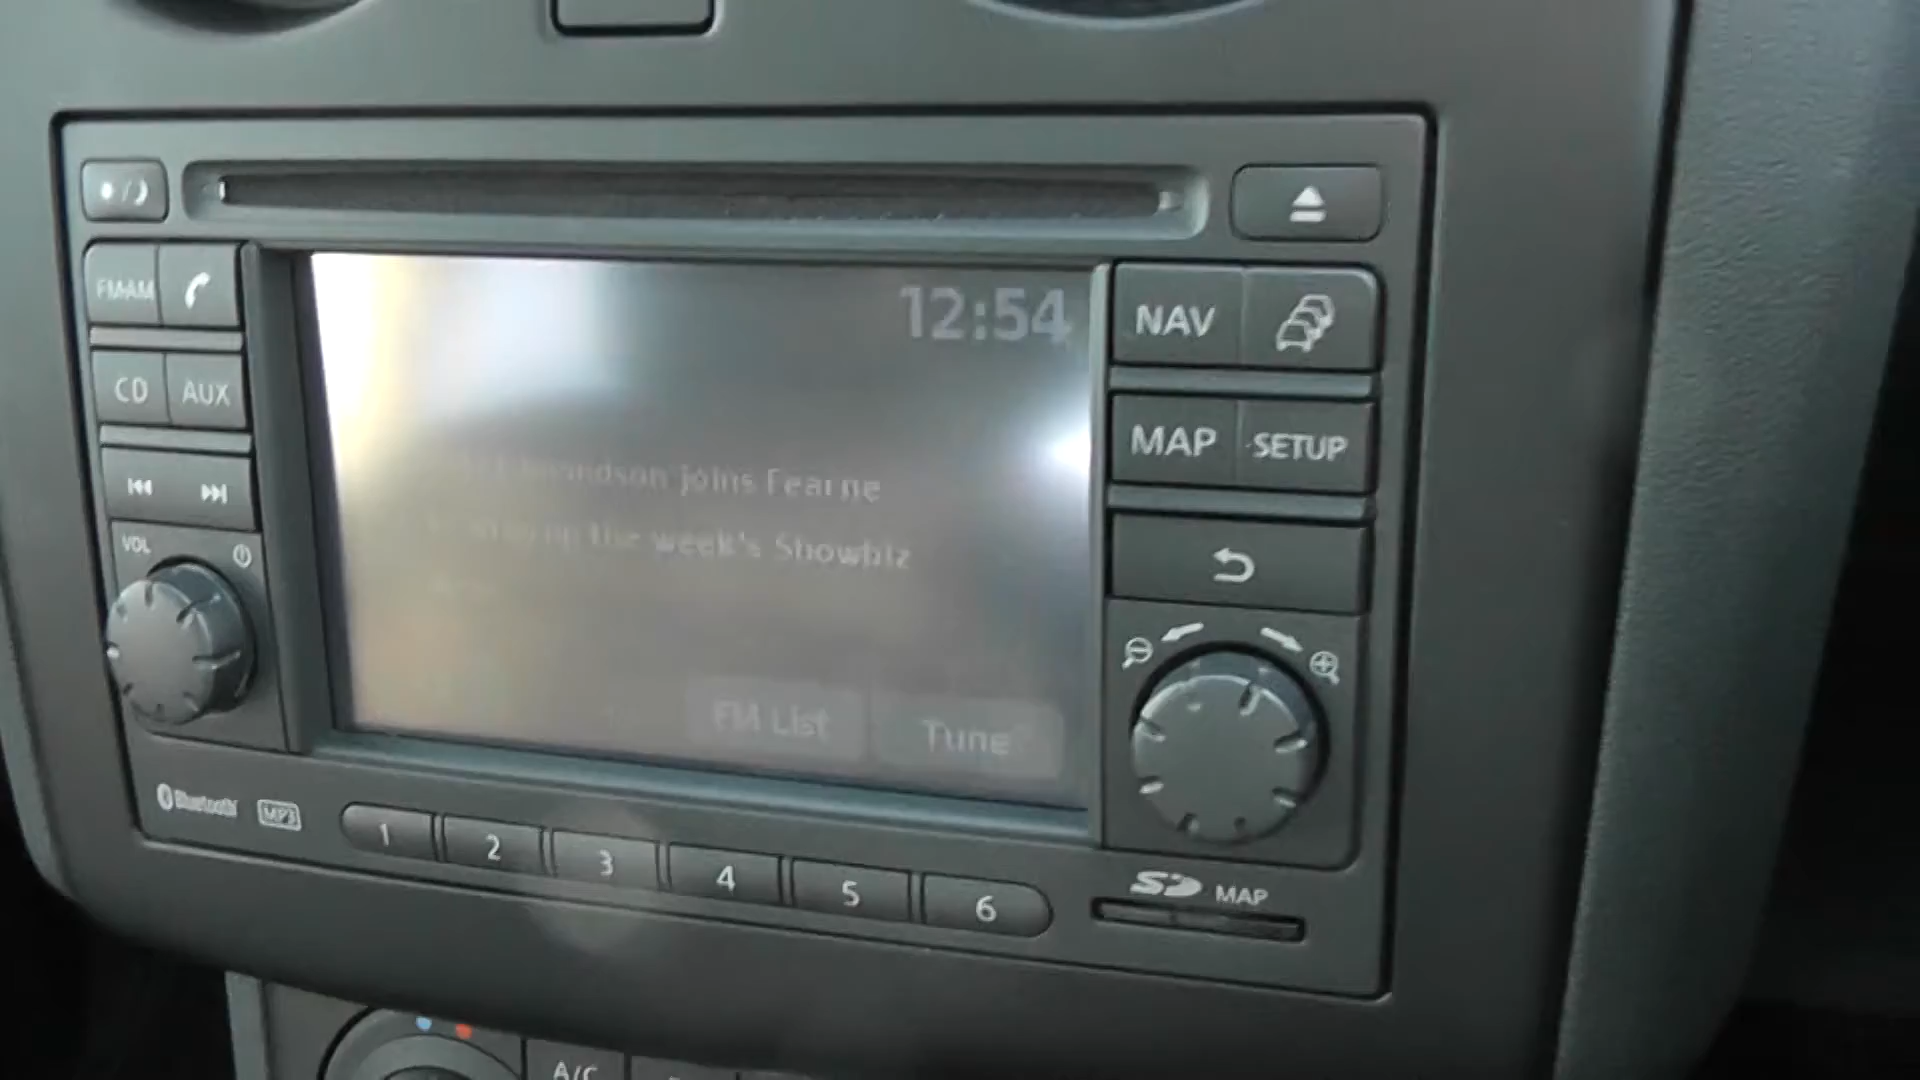 12:54
joins Fearne
the week's Showbiz
FM List
Tune
FM·AM
CD
AUX
VOL
NAV
MAP
SETUP
Bluetooth
MP3
1
2
3
4
5
6
SD MAP
A/C